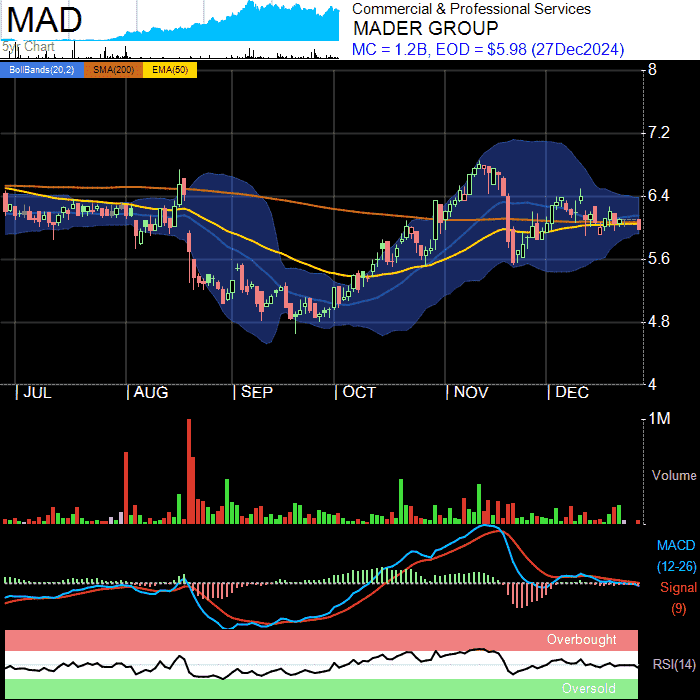 MAD
5yr Chart
Commercial & Professional Services
MADER GROUP
MC = 1.2B, EOD = $5.98 (27Dec2024)
BollBands(20,2) SMA(200) EMA(50)
8
7.2
6.4
5.6
4.8
4
JUL AUG SEP OCT NOV DEC
1M
Volume
MACD
(12-26)
Signal
(9)
Overbought
RSI(14)
Oversold